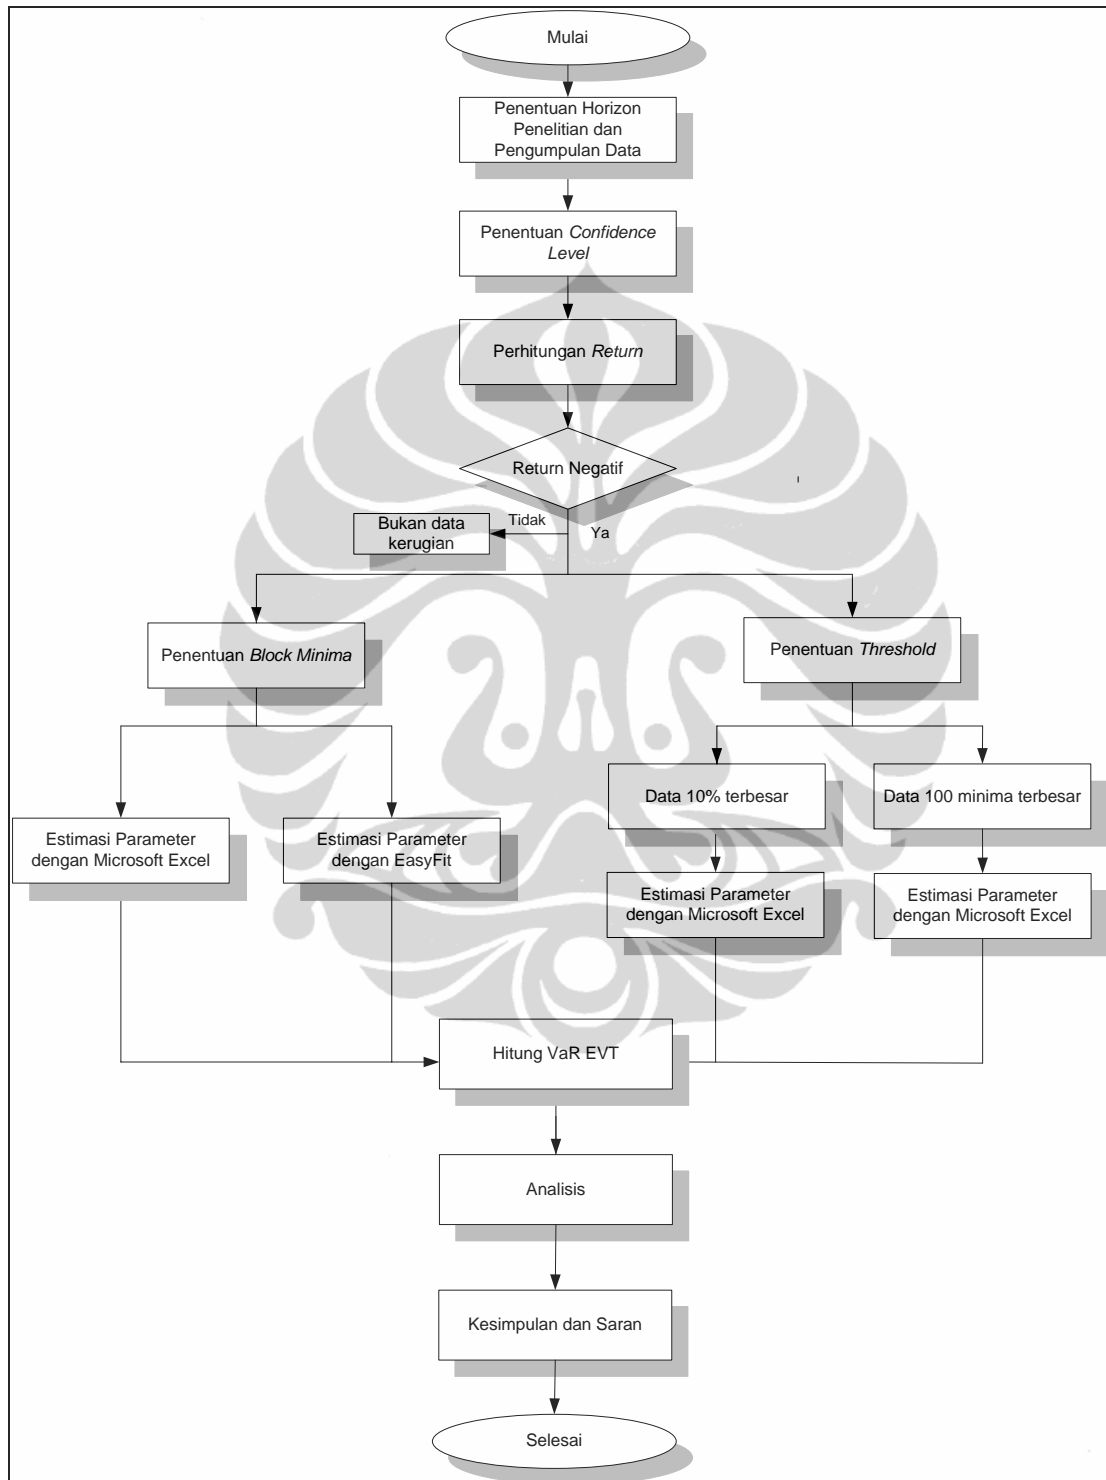 Mulai
Penentuan Horizon
Penelitian dan
Pengumpulan Data
Penentuan Confidence
Level
Perhitungan Return
Return Negatif
Tidak
Ya
Bukan data
kerugian
Penentuan Block Minima
Penentuan Threshold
Data 10% terbesar
Data 100 minima terbesar
Estimasi Parameter
dengan Microsoft Excel
Estimasi Parameter
dengan EasyFit
Estimasi Parameter
dengan Microsoft Excel
Estimasi Parameter
dengan Microsoft Excel
Hitung VaR EVT
Analisis
Kesimpulan dan Saran
Selesai